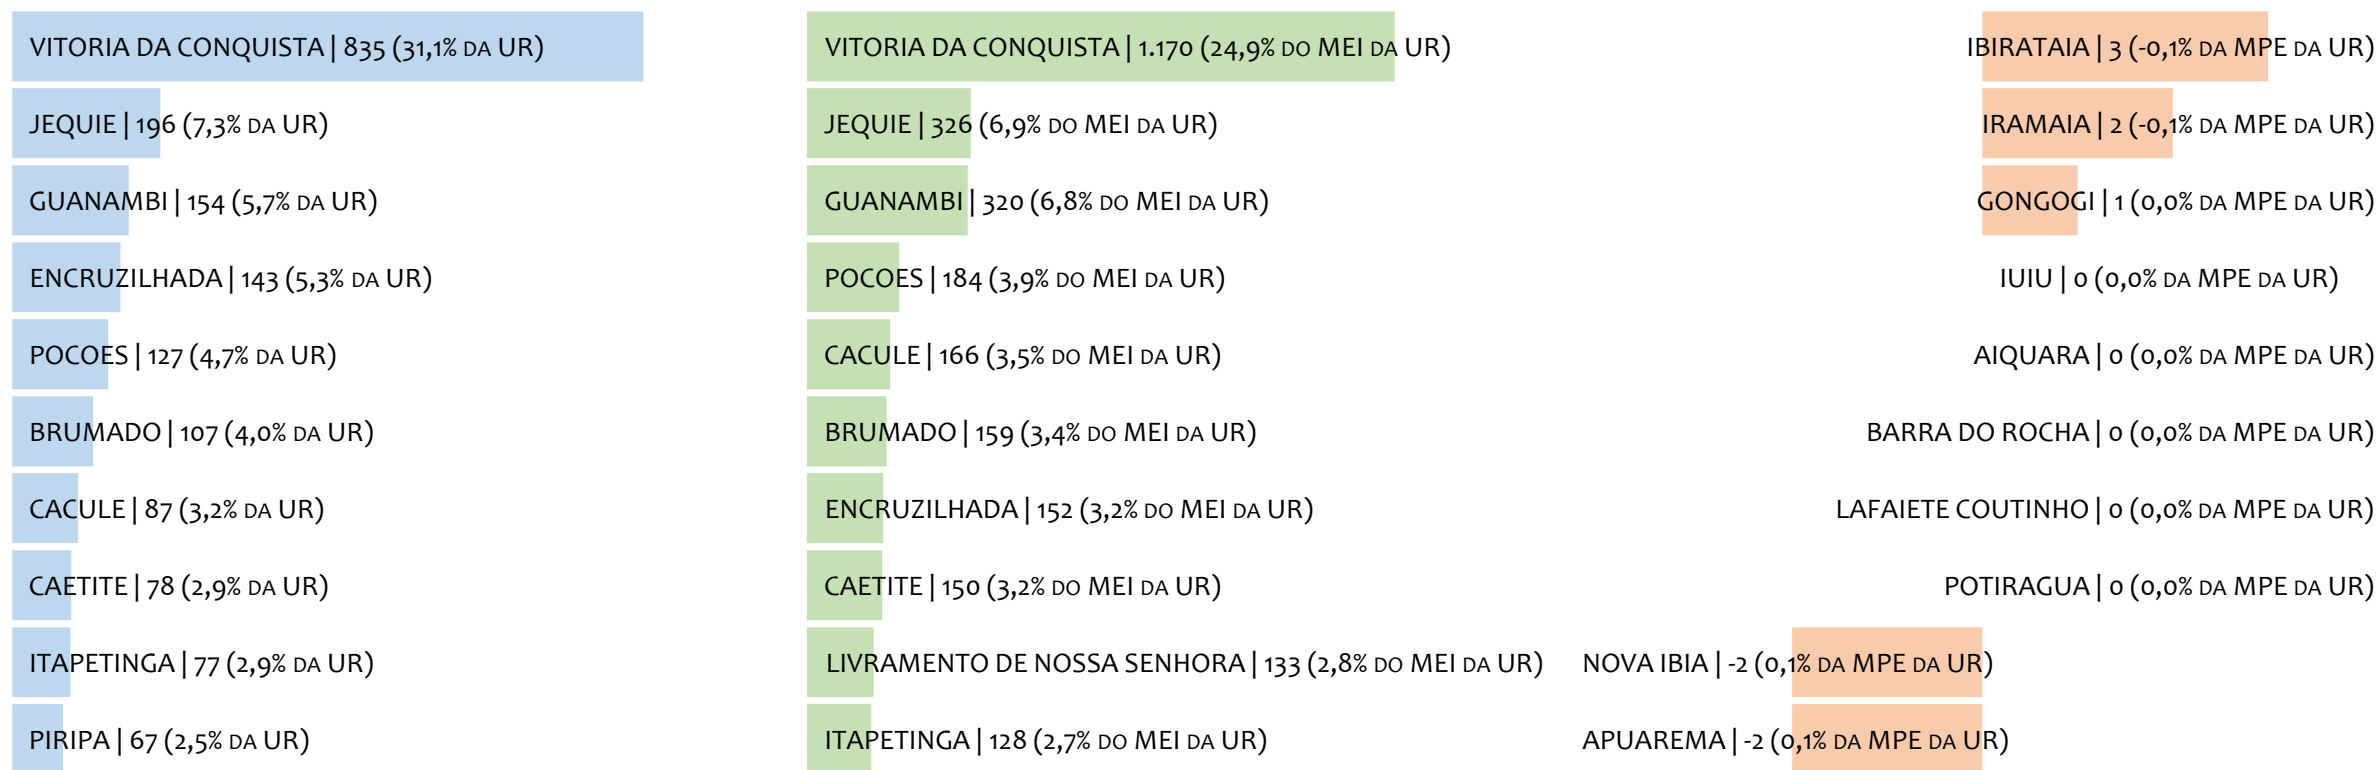 VITORIA DA CONQUISTA | 835 (31,1% DA UR)
JEQUIE | 196 (7,3% DA UR)
GUANAMBI | 154 (5,7% DA UR)
ENCRUZILHADA | 143 (5,3% DA UR)
POCOES | 127 (4,7% DA UR)
BRUMADO | 107 (4,0% DA UR)
CACULE | 87 (3,2% DA UR)
CAETITE | 78 (2,9% DA UR)
ITAPETINGA | 77 (2,9% DA UR)
PIRIPA | 67 (2,5% DA UR)
VITORIA DA CONQUISTA | 1.170 (24,9% DO MEI DA UR)
JEQUIE | 326 (6,9% DO MEI DA UR)
GUANAMBI | 320 (6,8% DO MEI DA UR)
POCOES | 184 (3,9% DO MEI DA UR)
CACULE | 166 (3,5% DO MEI DA UR)
BRUMADO | 159 (3,4% DO MEI DA UR)
ENCRUZILHADA | 152 (3,2% DO MEI DA UR)
CAETITE | 150 (3,2% DO MEI DA UR)
LIVRAMENTO DE NOSSA SENHORA | 133 (2,8% DO MEI DA UR)
ITAPETINGA | 128 (2,7% DO MEI DA UR)
IBIRATAIA | 3 (-0,1% DA MPE DA UR)
IRAMAIA | 2 (-0,1% DA MPE DA UR)
GONGOGI | 1 (0,0% DA MPE DA UR)
IUIU | 0 (0,0% DA MPE DA UR)
AIQUARA | 0 (0,0% DA MPE DA UR)
BARRA DO ROCHA | 0 (0,0% DA MPE DA UR)
LAFAIETE COUTINHO | 0 (0,0% DA MPE DA UR)
POTIRAGUA | 0 (0,0% DA MPE DA UR)
NOVA IBIA | -2 (0,1% DA MPE DA UR)
APUAREMA | -2 (0,1% DA MPE DA UR)